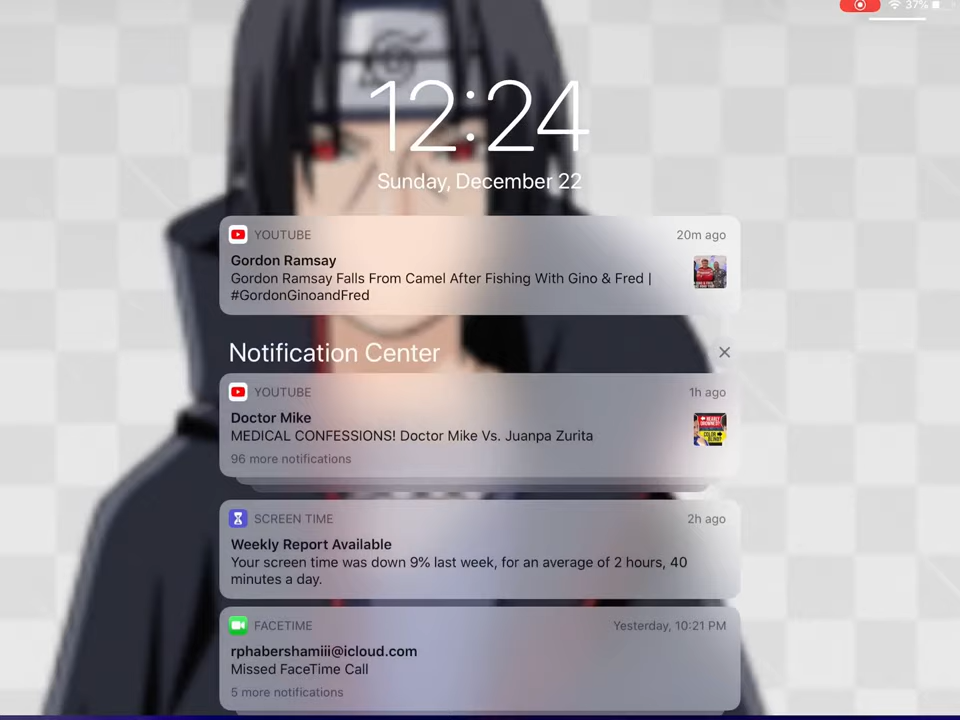 37%
12:24
Sunday, December 22
YOUTUBE 20m ago
Gordon Ramsay
Gordon Ramsay Falls From Camel After Fishing With Gino & Fred |
#GordonGinoandFred
Notification Center
YOUTUBE 1h ago
Doctor Mike
MEDICAL CONFESSIONS! Doctor Mike Vs. Juanpa Zurita
96 more notifications
SCREEN TIME 2h ago
Weekly Report Available
Your screen time was down 9% last week, for an average of 2 hours, 40
minutes a day.
FACETIME Yesterday, 10:21 PM
rphabershamiii@icloud.com
Missed FaceTime Call
5 more notifications